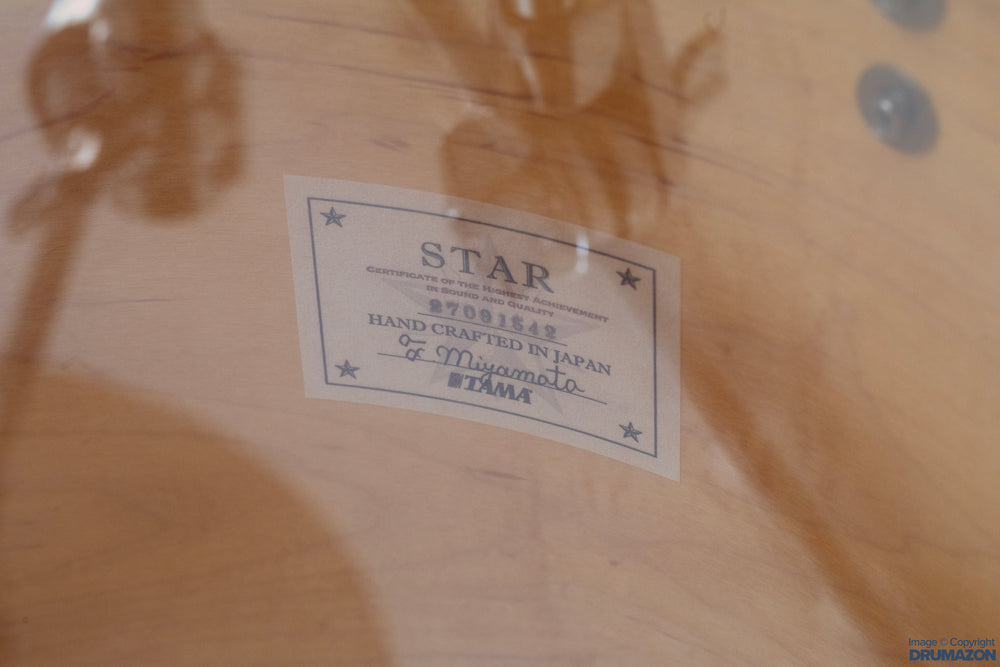 STAR
CERTIFICATE OF THE HIGHEST ACHIEVEMENT
IN SOUND AND QUALITY
27091542
HAND CRAFTED IN JAPAN
Miyamata
TAMA
Image © Copyright
DRUMAZON